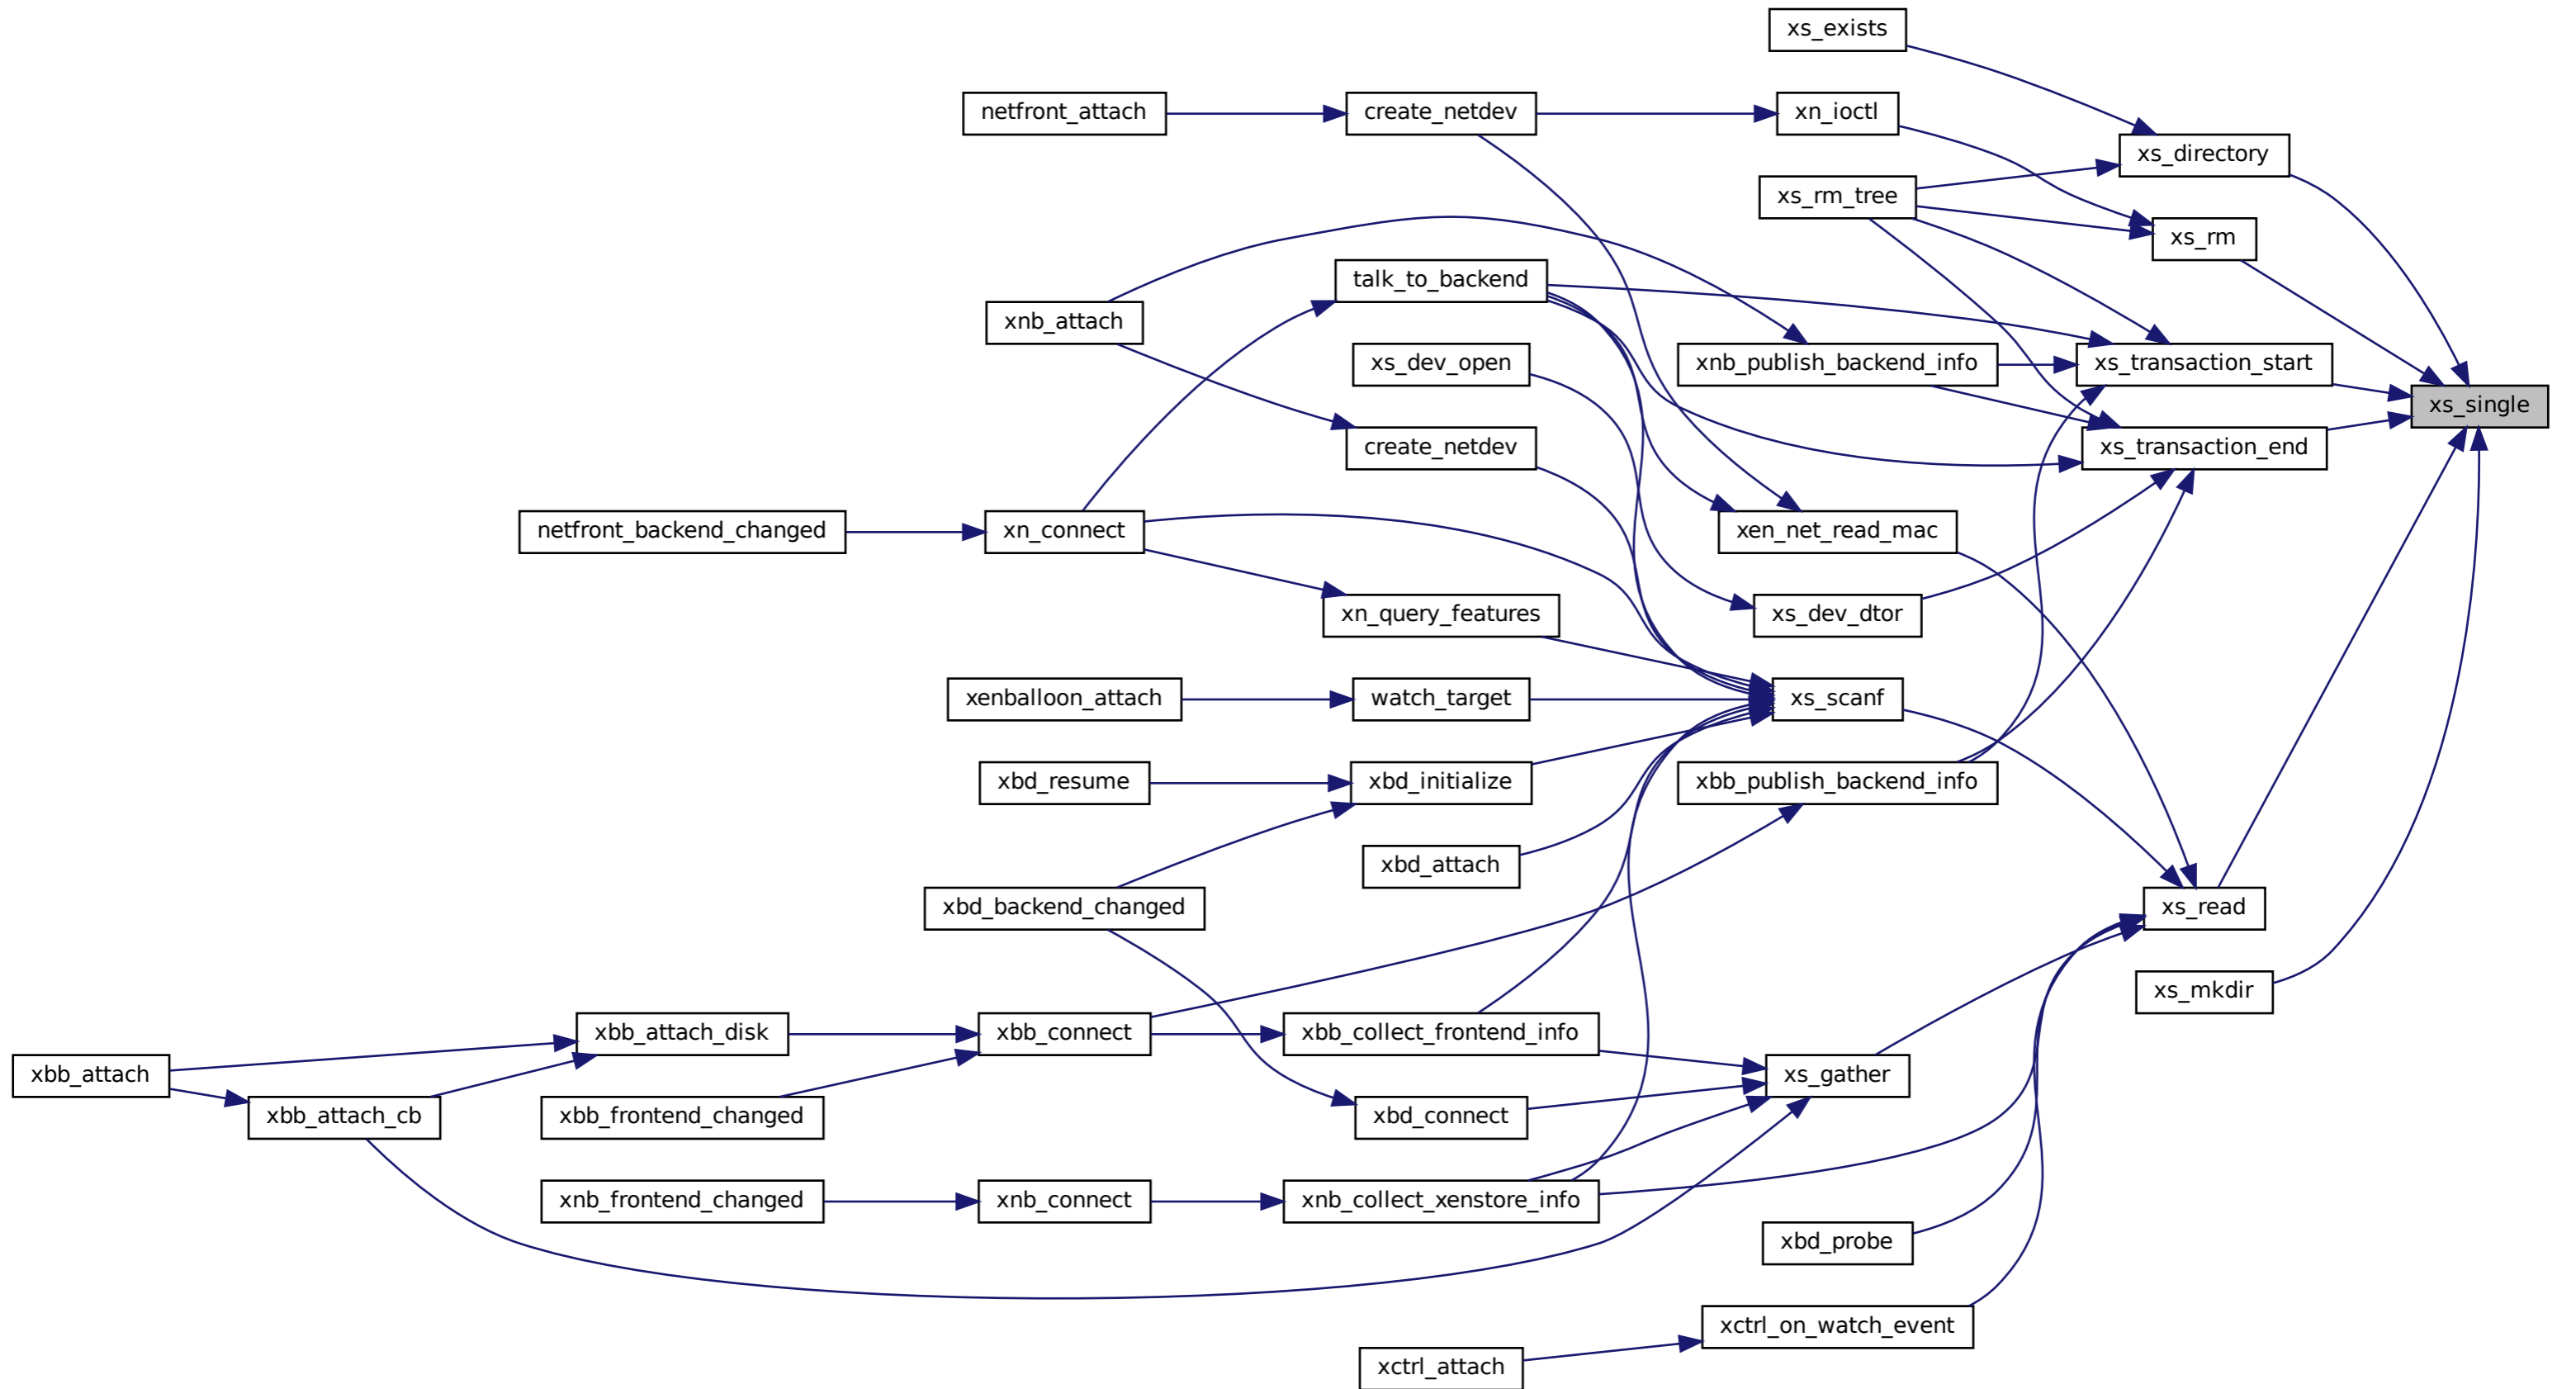 xs_exists
netfront_attach
create_netdev
xn_ioctl
xs_directory
xs_rm_tree
xs_rm
talk_to_backend
xnb_attach
xs_dev_open
xnb_publish_backend_info
xs_transaction_start
xs_single
create_netdev
xs_transaction_end
netfront_backend_changed
xn_connect
xen_net_read_mac
xn_query_features
xs_dev_dtor
xenballoon_attach
watch_target
xs_scanf
xbd_resume
xbd_initialize
xbb_publish_backend_info
xbd_attach
xbd_backend_changed
xs_read
xs_mkdir
xbb_attach_disk
xbb_connect
xbb_collect_frontend_info
xbb_attach
xs_gather
xbb_attach_cb
xbb_frontend_changed
xbd_connect
xnb_frontend_changed
xnb_connect
xnb_collect_xenstore_info
xbd_probe
xctrl_on_watch_event
xctrl_attach